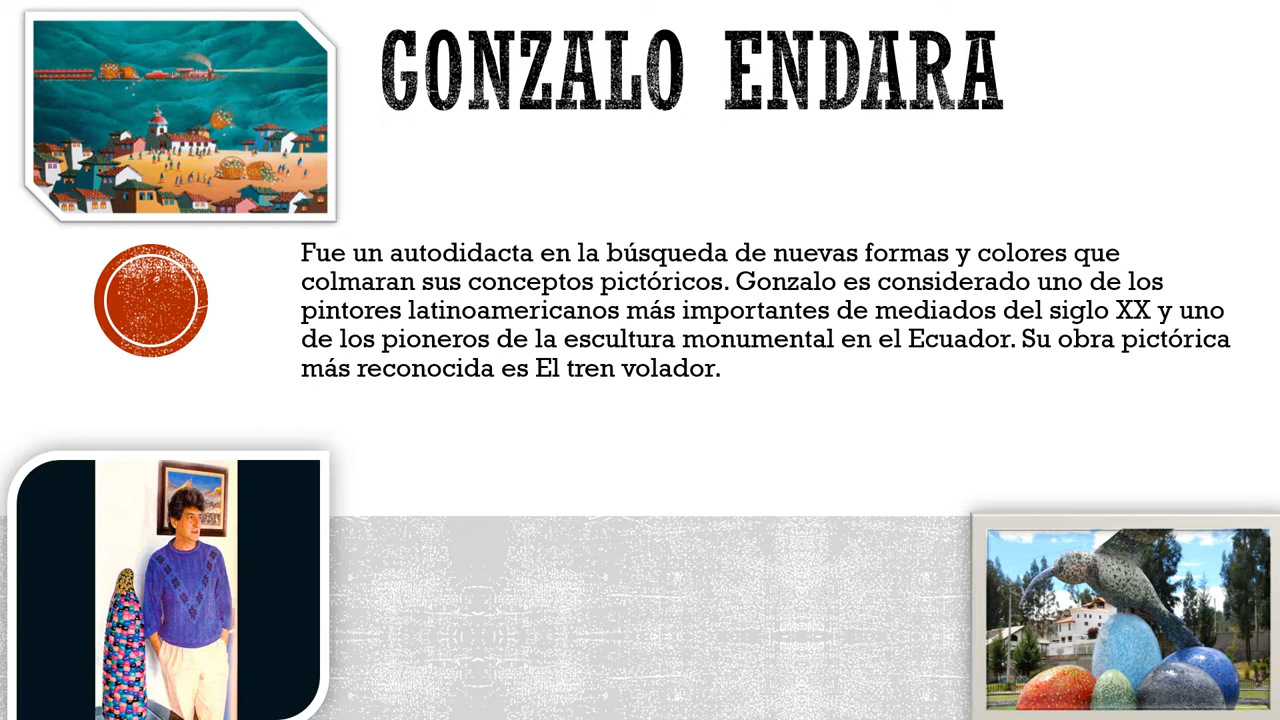 GONZALO ENDARA
Fue un autodidacta en la búsqueda de nuevas formas y colores que
colmaran sus conceptos pictóricos. Gonzalo es considerado uno de los
pintores latinoamericanos más importantes de mediados del siglo XX y uno
de los pioneros de la escultura monumental en el Ecuador. Su obra pictórica
más reconocida es El tren volador.